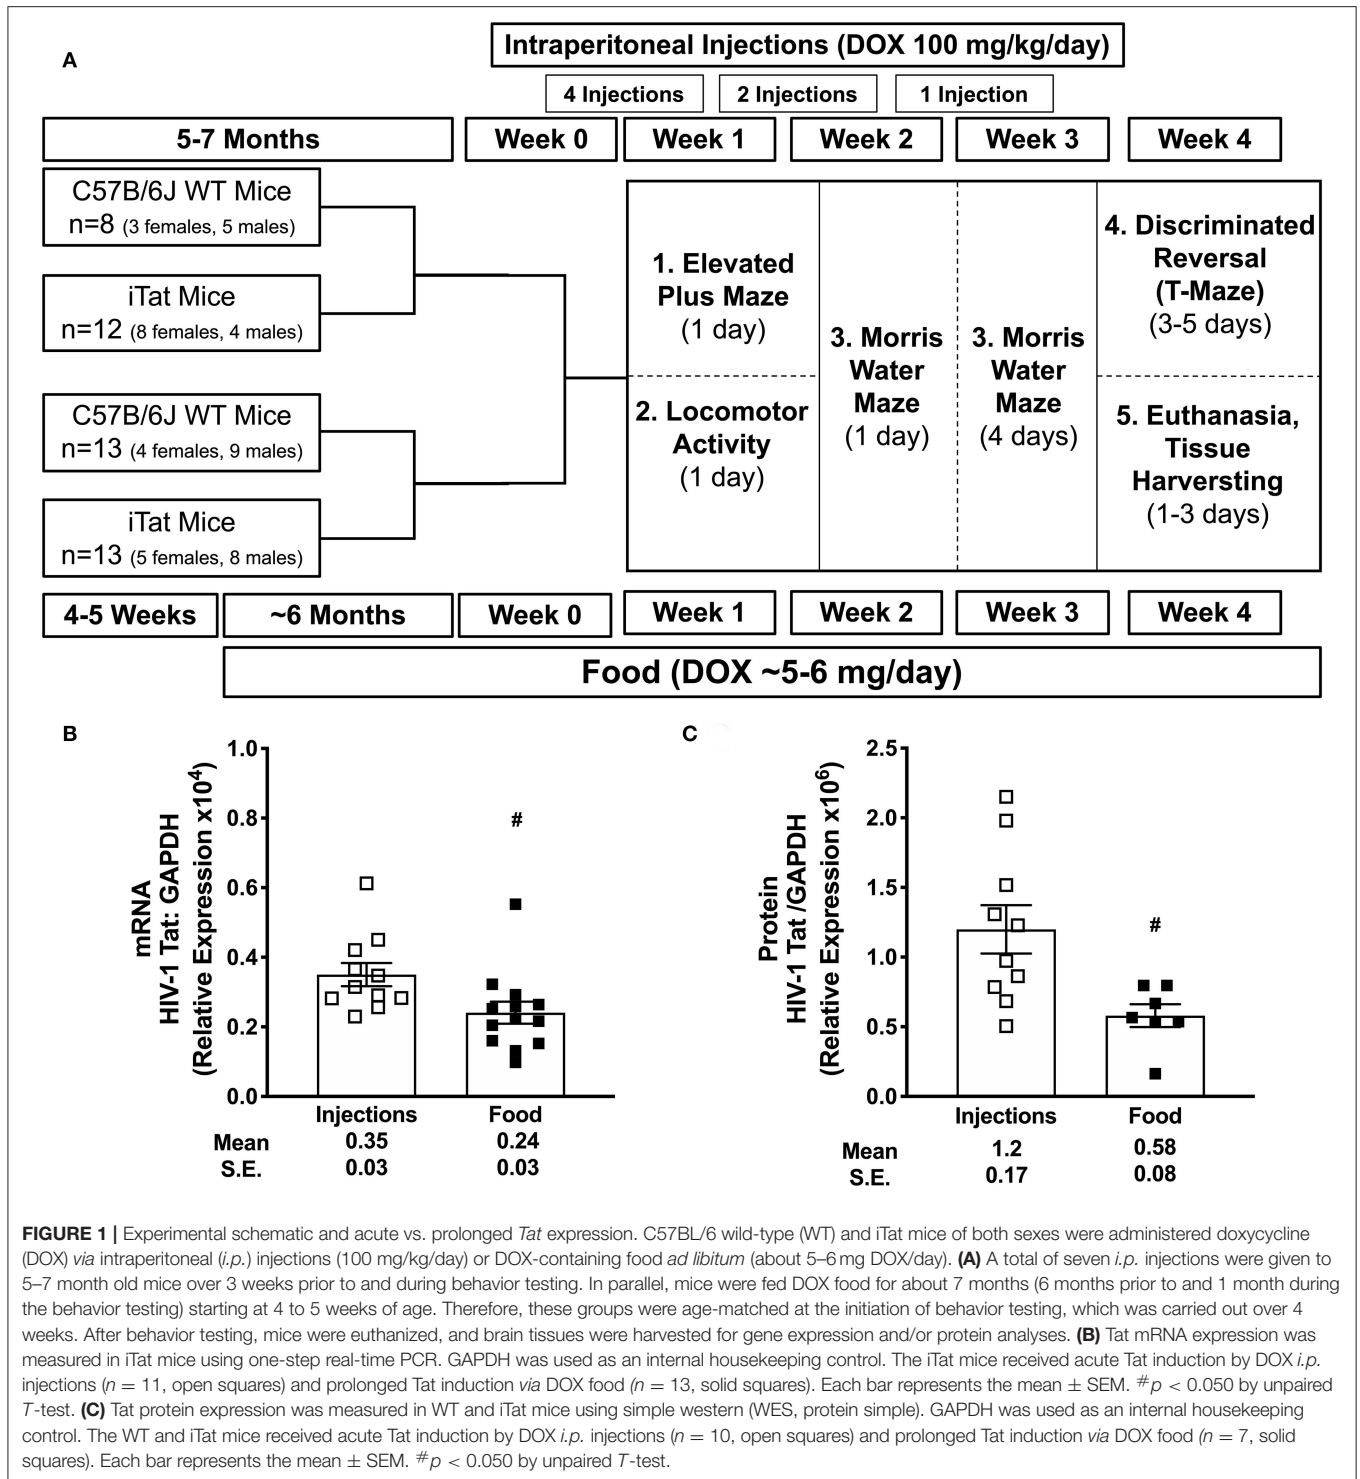 A
Intraperitoneal Injections (DOX 100 mg/kg/day)
4 Injections
2 Injections
1 Injection
5-7 Months
Week 0
Week 1
Week 2
Week 3
Week 4
C57B/6J WT Mice
n=8 (3 females, 5 males)
iTat Mice
n=12 (8 females, 4 males)
C57B/6J WT Mice
n=13 (4 females, 9 males)
iTat Mice
n=13 (5 females, 8 males)
1. Elevated
Plus Maze
(1 day)
2. Locomotor
Activity
(1 day)
3. Morris
Water
Maze
(1 day)
3. Morris
Water
Maze
(4 days)
4. Discriminated
Reversal
(T-Maze)
(3-5 days)
5. Euthanasia,
Tissue
Harversting
(1-3 days)
4-5 Weeks
~6 Months
Week 0
Week 1
Week 2
Week 3
Week 4
Food (DOX ~5-6 mg/day)
B
mRNA
HIV-1 Tat: GAPDH
(Relative Expression x10⁴)
1.0
0.8
0.6
0.4
0.2
0.0
#
Injections
Food
Mean
0.35
0.24
S.E.
0.03
0.03
C
Protein
HIV-1 Tat /GAPDH
(Relative Expression x10⁶)
2.5
2.0
1.5
1.0
0.5
0.0
#
Injections
Food
Mean
1.2
0.58
S.E.
0.17
0.08
FIGURE 1 | Experimental schematic and acute vs. prolonged Tat expression. C57BL/6 wild-type (WT) and iTat mice of both sexes were administered doxycycline
(DOX) via intraperitoneal (i.p.) injections (100 mg/kg/day) or DOX-containing food ad libitum (about 5–6 mg DOX/day). (A) A total of seven i.p. injections were given to
5–7 month old mice over 3 weeks prior to and during behavior testing. In parallel, mice were fed DOX food for about 7 months (6 months prior to and 1 month during
the behavior testing) starting at 4 to 5 weeks of age. Therefore, these groups were age-matched at the initiation of behavior testing, which was carried out over 4
weeks. After behavior testing, mice were euthanized, and brain tissues were harvested for gene expression and/or protein analyses. (B) Tat mRNA expression was
measured in iTat mice using one-step real-time PCR. GAPDH was used as an internal housekeeping control. The iTat mice received acute Tat induction by DOX i.p.
injections (n = 11, open squares) and prolonged Tat induction via DOX food (n = 13, solid squares). Each bar represents the mean ± SEM. #p < 0.050 by unpaired
T-test. (C) Tat protein expression was measured in WT and iTat mice using simple western (WES, protein simple). GAPDH was used as an internal housekeeping
control. The WT and iTat mice received acute Tat induction by DOX i.p. injections (n = 10, open squares) and prolonged Tat induction via DOX food (n = 7, solid
squares). Each bar represents the mean ± SEM. #p < 0.050 by unpaired T-test.